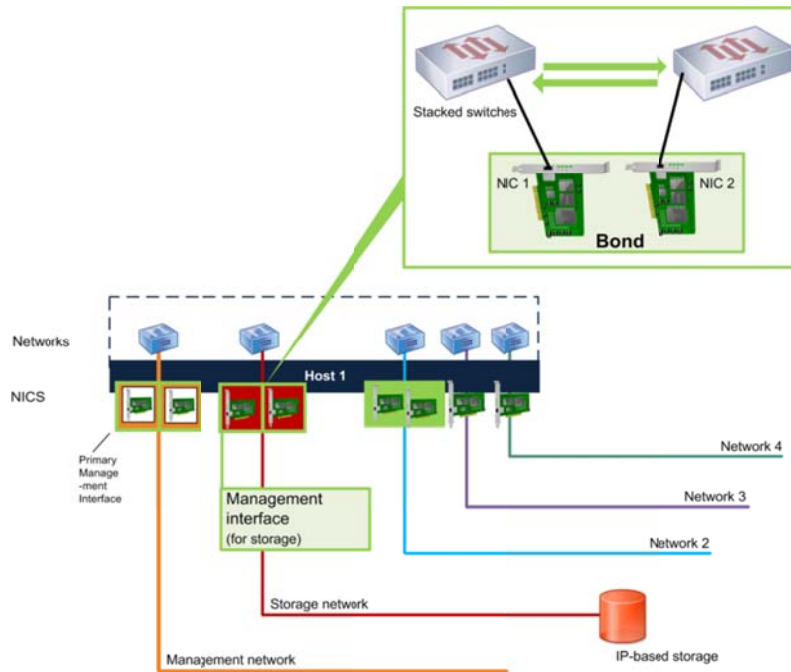 Stacked switches
NIC 1
NIC 2
Bond
Networks
Host 1
NICS
Primary
Manage
-ment
Interface
Network 4
Management
interface
(for storage)
Network 3
Network 2
Storage network
IP-based storage
Management network